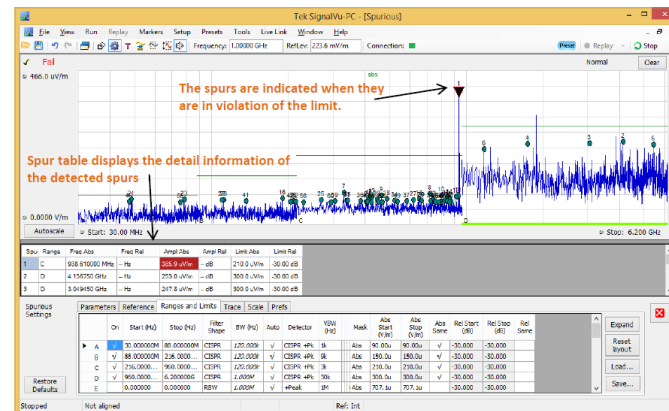 Tek SignalVu-PC - [Spurious]
File View Run Replay Markers Setup Presets Tools Live Link Window Help
Frequency: 1.00000 GHz RefLev: 223.6 mV/m Connection: Preset Replay Stop
Fail Normal Clear
466.0 uV/m
abs
The spurs are indicated when they
are in violation of the limit.
1
Spur table displays the detail information of
the detected spurs
0.0000 V/m
B C D
Autoscale Start: 30.00 MHz Stop: 6.200 GHz
Spu Range Freq Abs Freq Rel Ampl Abs Ampl Rel Limit Abs Limit Rel
1 C 938.610000 MHz -- Hz 385.9 uV/m -- dB 210.0 uV/m -30.00 dB
2 D 4.136750 GHz -- Hz 253.0 uV/m -- dB 300.0 uV/m -30.00 dB
3 D 3.049450 GHz -- Hz 247.8 uV/m -- dB 300.0 uV/m -30.00 dB
Spurious
Settings
Parameters Reference Ranges and Limits Trace Scale Prefs
On Start (Hz) Stop (Hz) Filter Shape BW (Hz) Auto Detector VBW (Hz) Mask Abs Start (V/m) Abs Stop (V/m) Abs Same Rel Start (dB) Rel Stop (dB) Rel Same
A √ 30.000000M 88.000000M CISPR 120.000k √ CISPR +Pk 3k Abs 90.00u 90.00u √ -30.000 -30.000
B √ 88.000000M 216.0000... CISPR 120.000k √ CISPR +Pk Abs 150.0u 150.0u √ -30.000 -30.000
C √ 216.0000... 960.0000... CISPR 120.000k √ CISPR +Pk Abs 210.0u 210.0u √ -30.000 -30.000
D √ 960.0000... 6.200000G CISPR 1.000M √ CISPR +Pk 30k Abs 300.0u 300.0u √ -30.000 -30.000
E 0.000000 0.000000 RBW 1.000M √ +Peak 1M Abs 707.1u 707.1u √ -30.000 -30.000
Expand
Reset
layout
Load...
Save...
Restore
Defaults
Stopped Not aligned Ref: Int